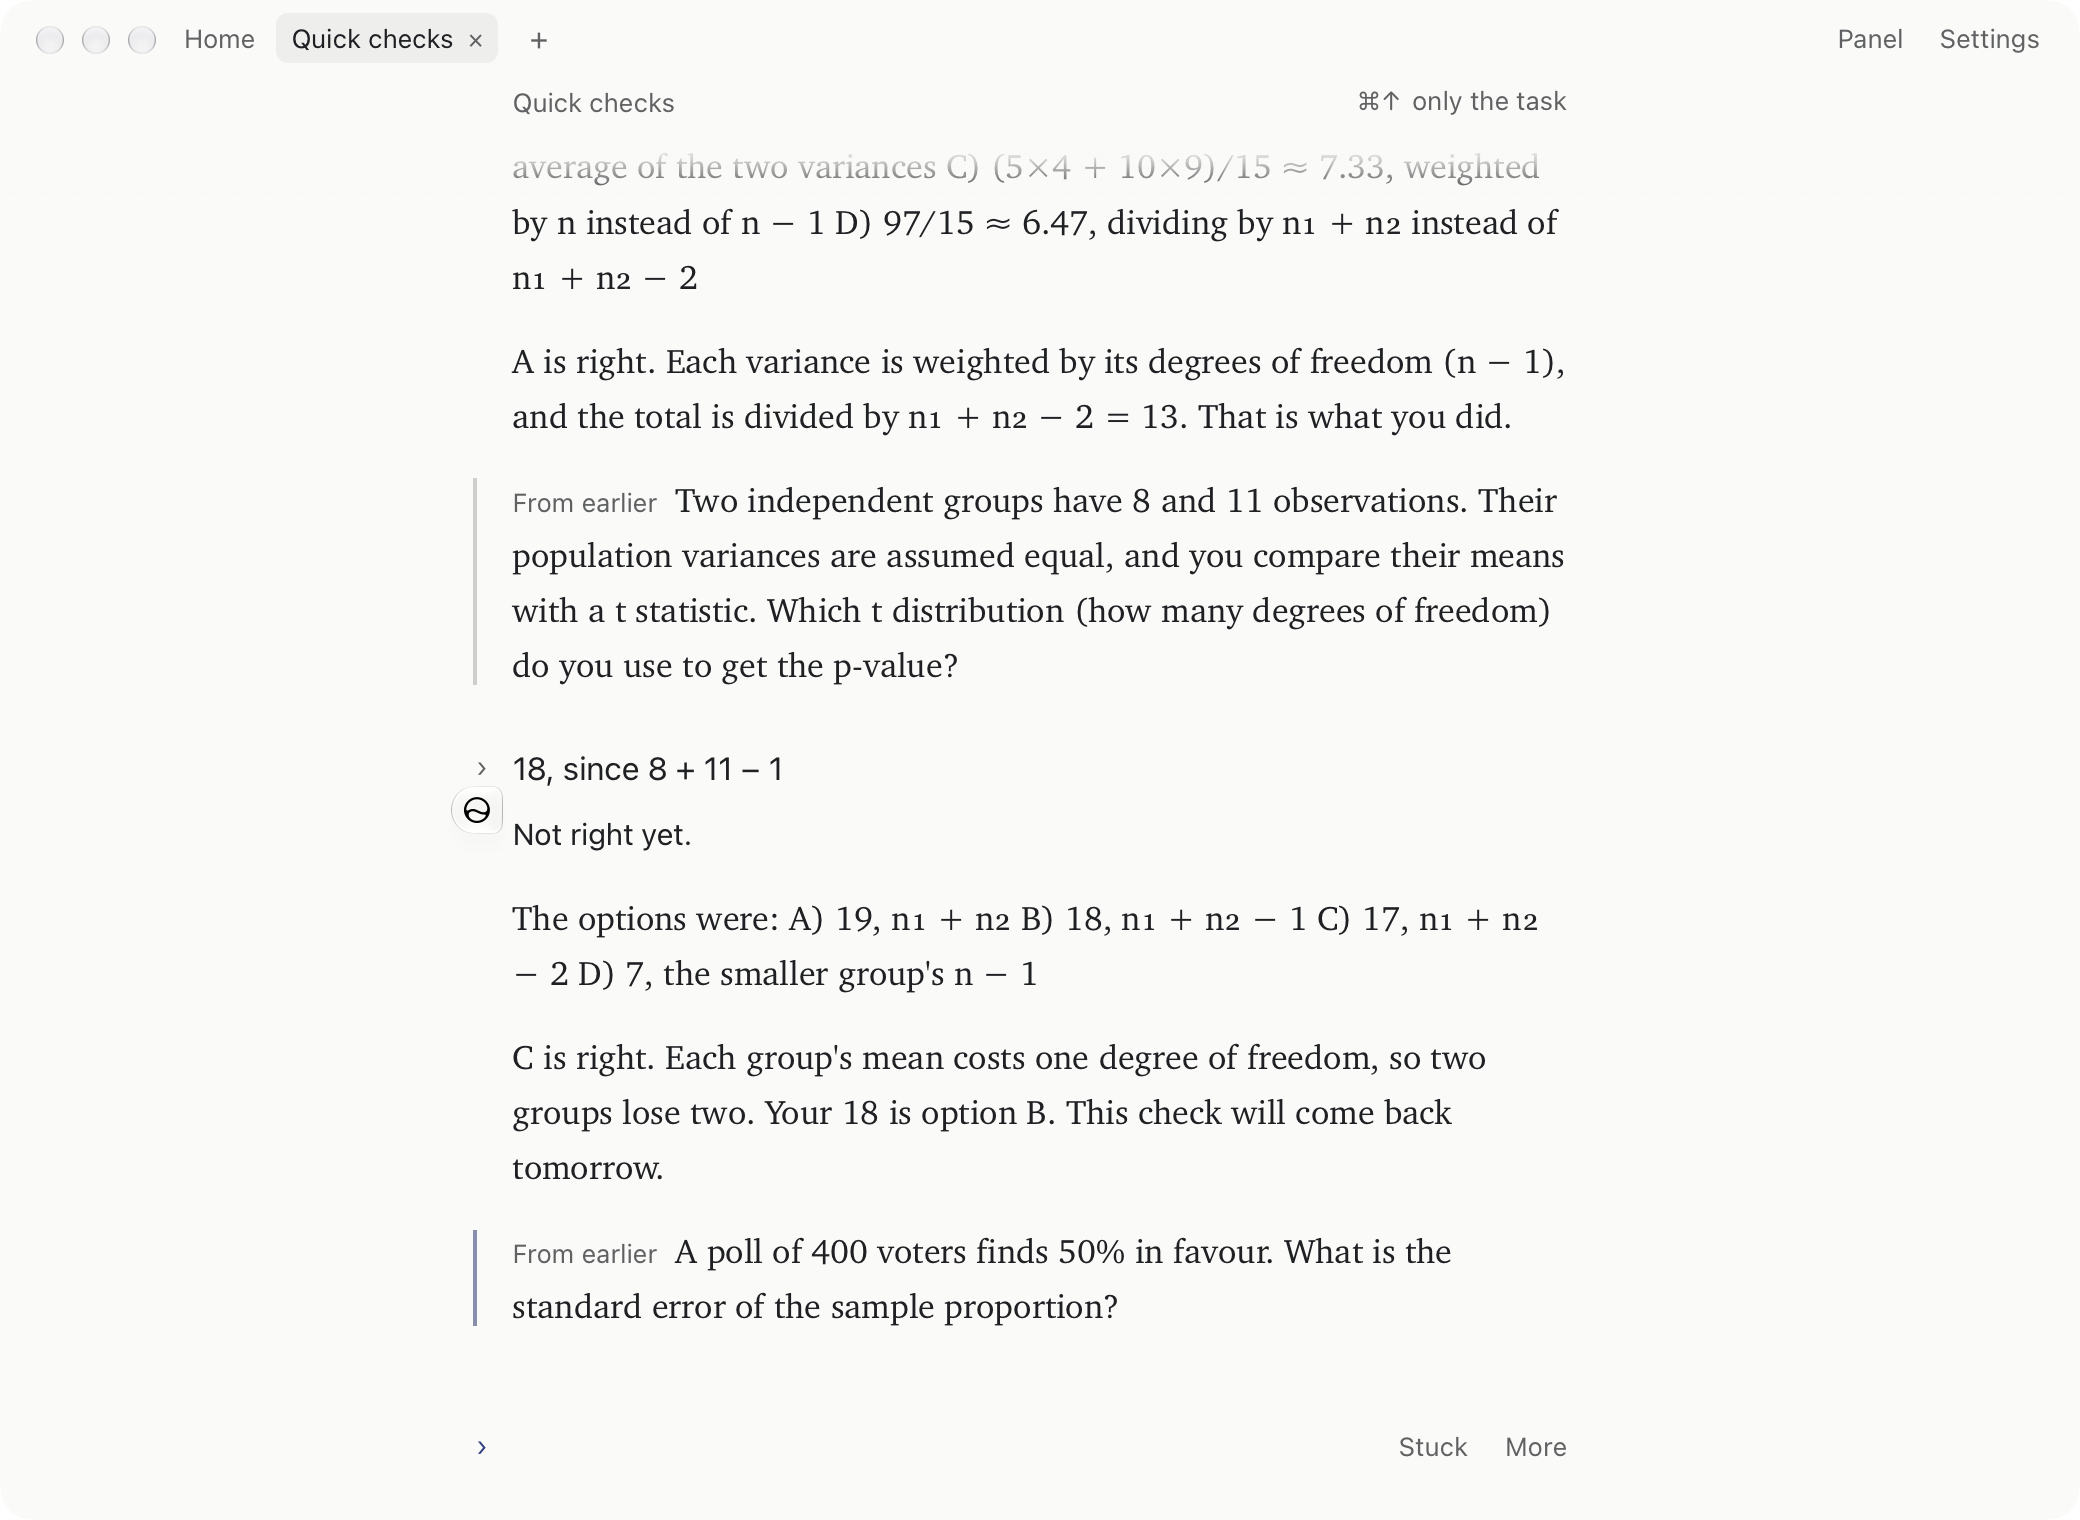 Home
Quick checks ×
+
Panel
Settings
Quick checks
⌘↑ only the task
average of the two variances C) (5×4 + 10×9)/15 ≈ 7.33, weighted
by n instead of n − 1 D) 97/15 ≈ 6.47, dividing by n₁ + n₂ instead of
n₁ + n₂ − 2
A is right. Each variance is weighted by its degrees of freedom (n − 1),
and the total is divided by n₁ + n₂ − 2 = 13. That is what you did.
From earlier Two independent groups have 8 and 11 observations. Their
population variances are assumed equal, and you compare their means
with a t statistic. Which t distribution (how many degrees of freedom)
do you use to get the p-value?
› 18, since 8 + 11 – 1
Not right yet.
The options were: A) 19, n₁ + n₂ B) 18, n₁ + n₂ − 1 C) 17, n₁ + n₂
− 2 D) 7, the smaller group's n − 1
C is right. Each group's mean costs one degree of freedom, so two
groups lose two. Your 18 is option B. This check will come back
tomorrow.
From earlier A poll of 400 voters finds 50% in favour. What is the
standard error of the sample proportion?
›
Stuck
More